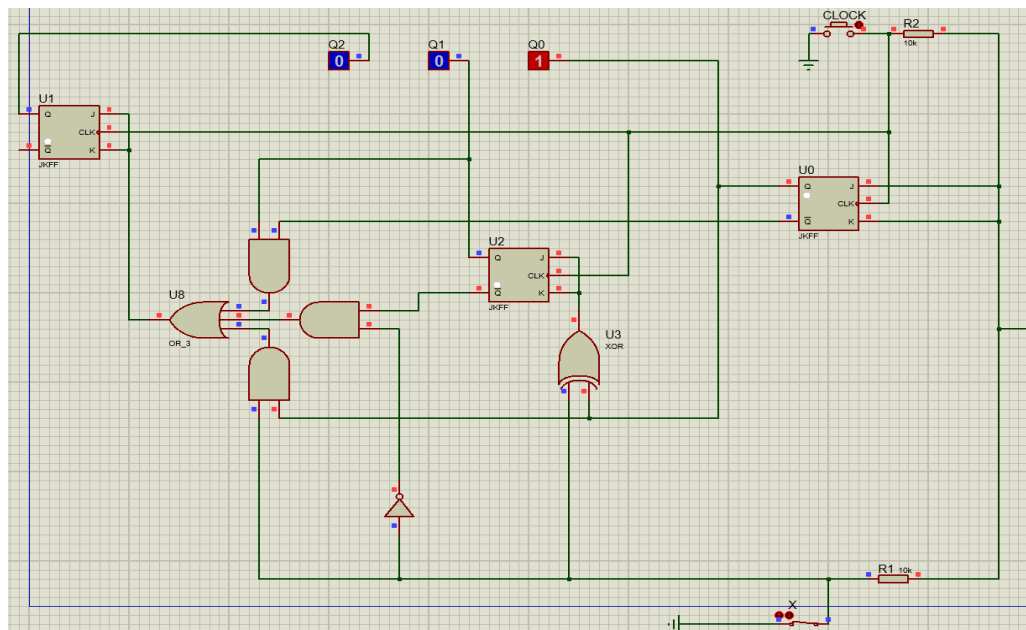 CLOCK
R2
10k
Q2
0
Q1
0
Q0
1
U1
Q
J
CLK
Q
K
JKFF
U0
Q
J
CLK
Q
K
JKFF
U2
Q
J
CLK
Q
K
JKFF
U8
OR_3
U3
XOR
R1
10k
X